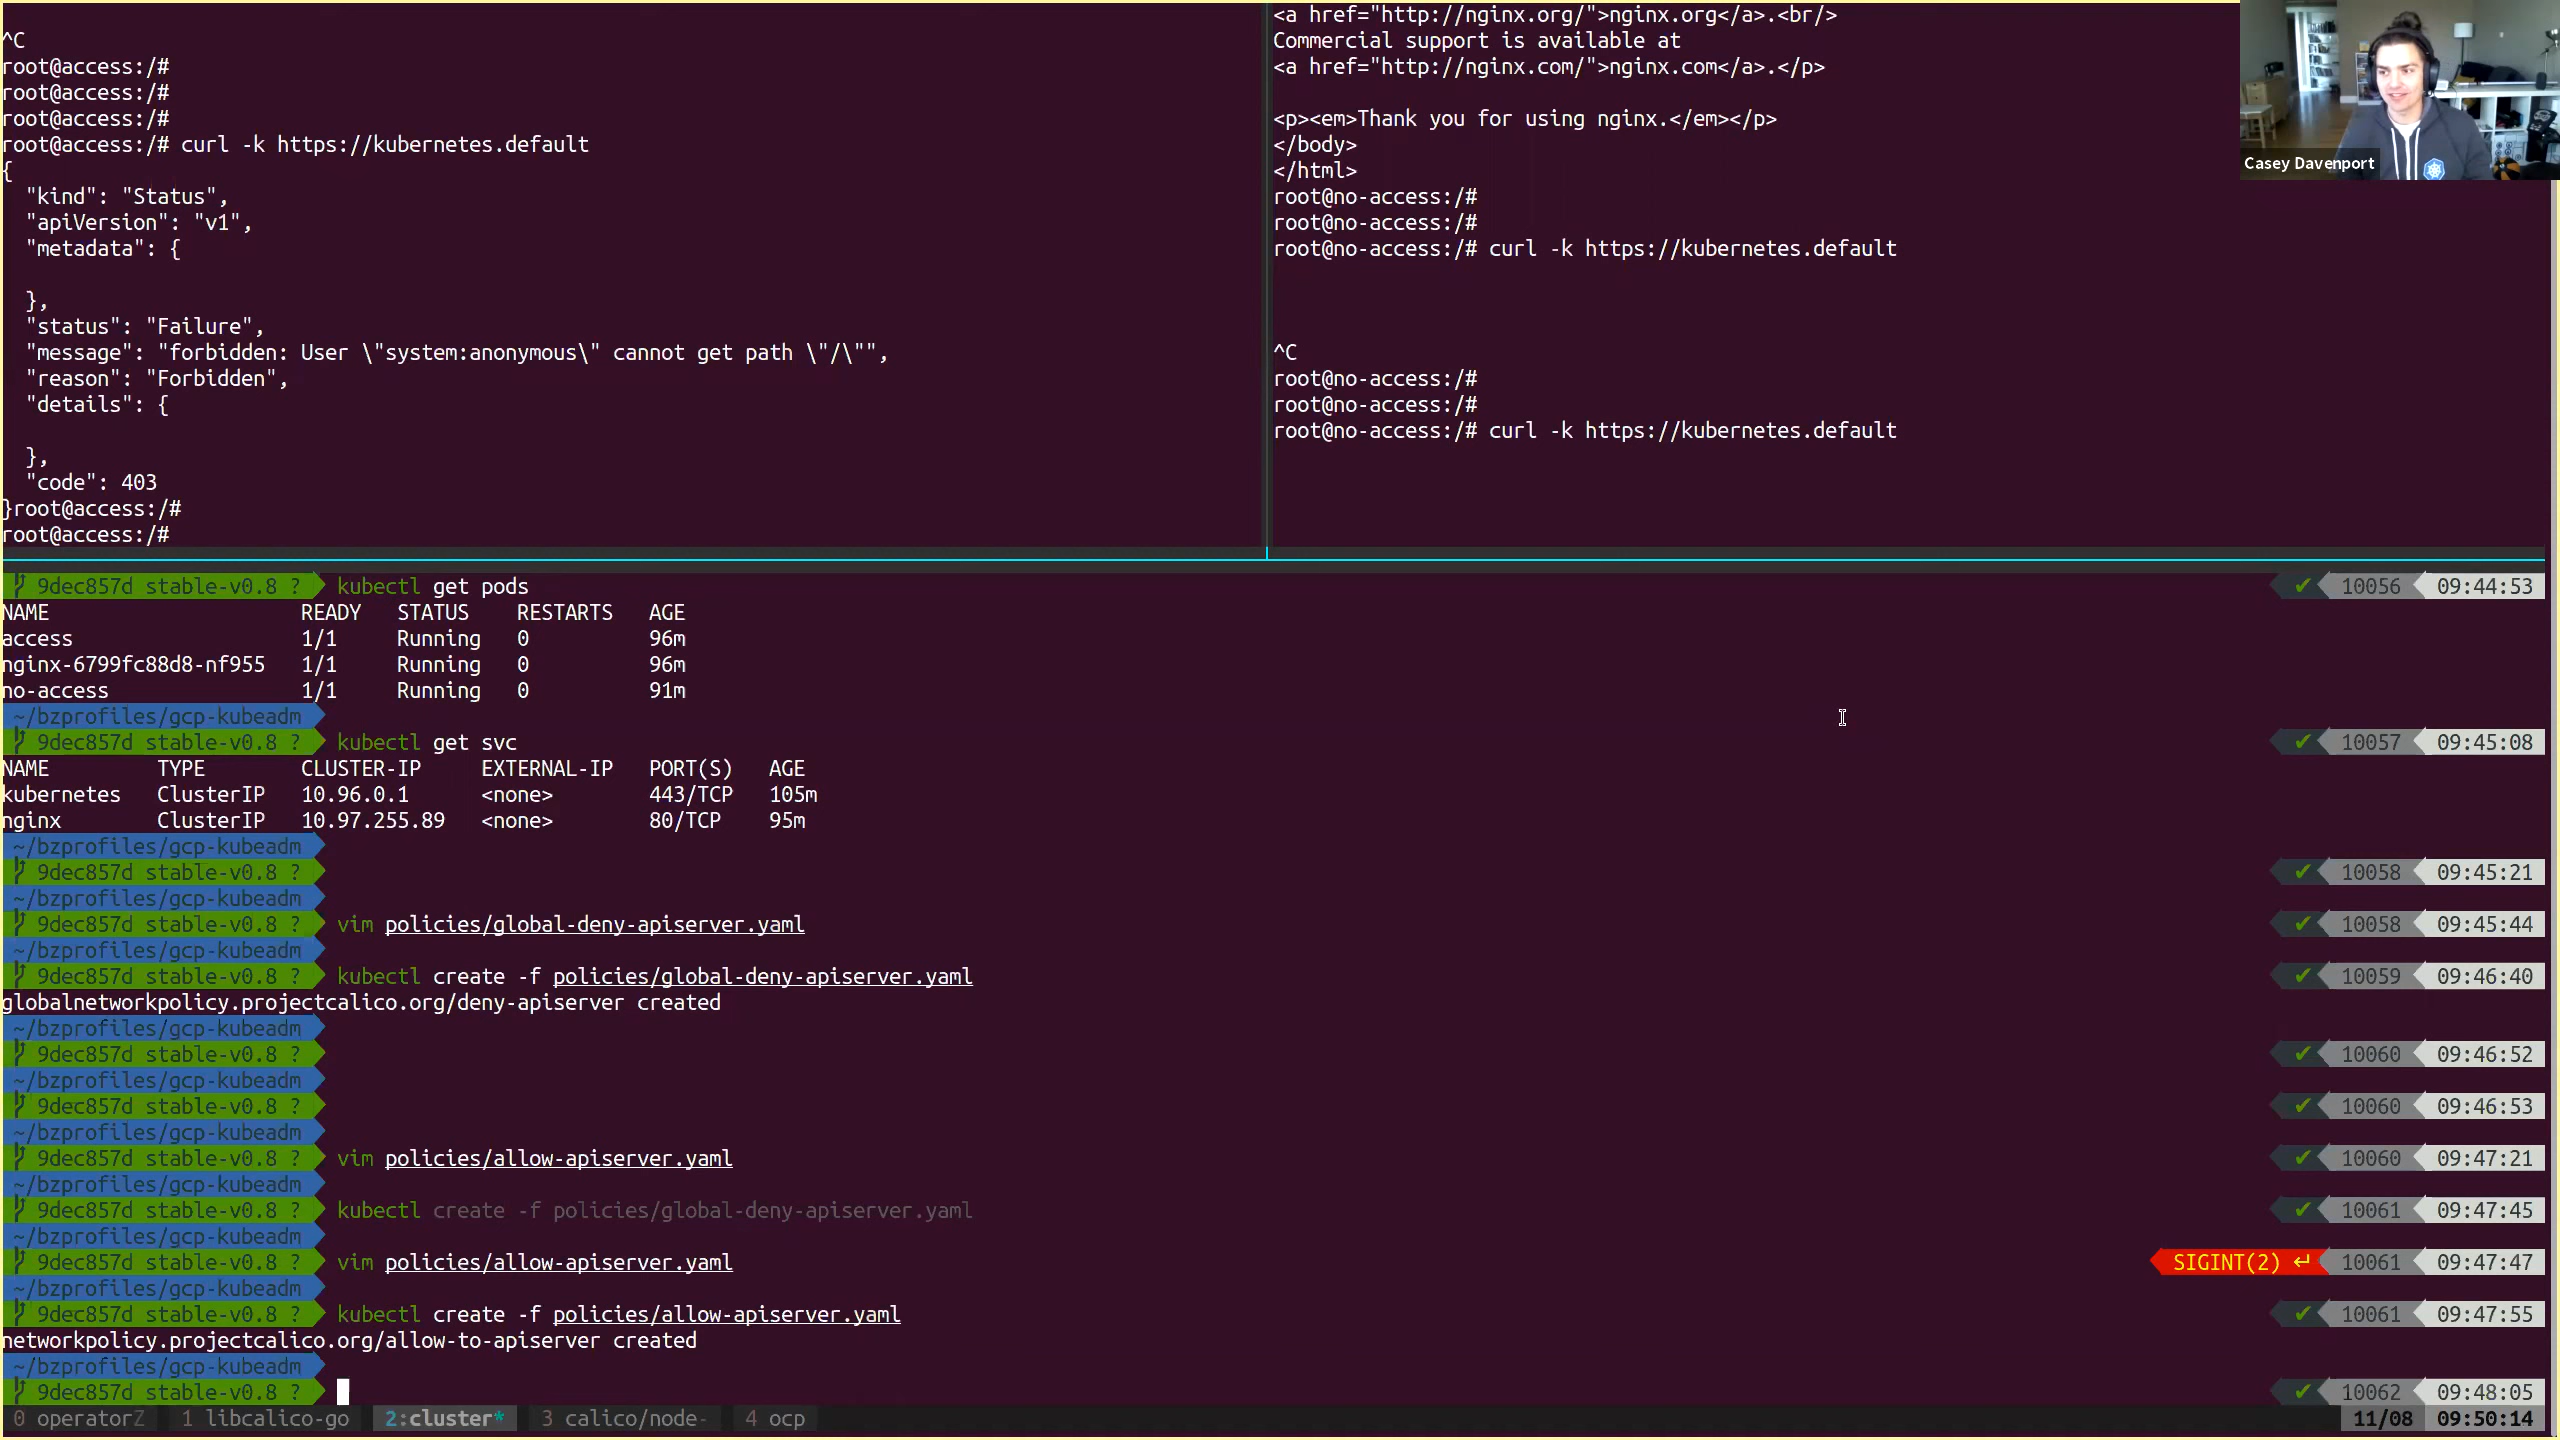 ^C
root@access:/#
root@access:/#
root@access:/#
root@access:/# curl -k https://kubernetes.default
{
  "kind": "Status",
  "apiVersion": "v1",
  "metadata": {

  },
  "status": "Failure",
  "message": "forbidden: User \"system:anonymous\" cannot get path \"/\"",
  "reason": "Forbidden",
  "details": {

  },
  "code": 403
}root@access:/#
root@access:/#
<a href="http://nginx.org/">nginx.org</a>.<br/>
Commercial support is available at
<a href="http://nginx.com/">nginx.com</a>.</p>

<p><em>Thank you for using nginx.</em></p>
</body>
</html>
root@no-access:/#
root@no-access:/#
root@no-access:/# curl -k https://kubernetes.default

^C
root@no-access:/#
root@no-access:/#
root@no-access:/# curl -k https://kubernetes.default
Casey Davenport
9dec857d stable-v0.8 ? kubectl get pods ✔ 10056 09:44:53
NAME READY STATUS RESTARTS AGE
access 1/1 Running 0 96m
nginx-6799fc88d8-nf955 1/1 Running 0 96m
no-access 1/1 Running 0 91m
~/bzprofiles/gcp-kubeadm
9dec857d stable-v0.8 ? kubectl get svc ✔ 10057 09:45:08
NAME TYPE CLUSTER-IP EXTERNAL-IP PORT(S) AGE
kubernetes ClusterIP 10.96.0.1 <none> 443/TCP 105m
nginx ClusterIP 10.97.255.89 <none> 80/TCP 95m
~/bzprofiles/gcp-kubeadm
9dec857d stable-v0.8 ? ✔ 10058 09:45:21
~/bzprofiles/gcp-kubeadm
9dec857d stable-v0.8 ? vim policies/global-deny-apiserver.yaml ✔ 10058 09:45:44
~/bzprofiles/gcp-kubeadm
9dec857d stable-v0.8 ? kubectl create -f policies/global-deny-apiserver.yaml ✔ 10059 09:46:40
globalnetworkpolicy.projectcalico.org/deny-apiserver created
~/bzprofiles/gcp-kubeadm
9dec857d stable-v0.8 ? ✔ 10060 09:46:52
~/bzprofiles/gcp-kubeadm
9dec857d stable-v0.8 ? ✔ 10060 09:46:53
~/bzprofiles/gcp-kubeadm
9dec857d stable-v0.8 ? vim policies/allow-apiserver.yaml ✔ 10060 09:47:21
~/bzprofiles/gcp-kubeadm
9dec857d stable-v0.8 ? kubectl create -f policies/global-deny-apiserver.yaml ✔ 10061 09:47:45
~/bzprofiles/gcp-kubeadm
9dec857d stable-v0.8 ? vim policies/allow-apiserver.yaml SIGINT(2) ↵ 10061 09:47:47
~/bzprofiles/gcp-kubeadm
9dec857d stable-v0.8 ? kubectl create -f policies/allow-apiserver.yaml ✔ 10061 09:47:55
networkpolicy.projectcalico.org/allow-to-apiserver created
~/bzprofiles/gcp-kubeadm
9dec857d stable-v0.8 ? ✔ 10062 09:48:05
0 operatorZ 1 libcalico-go 2:cluster* 3 calico/node- 4 ocp 11/08 09:50:14